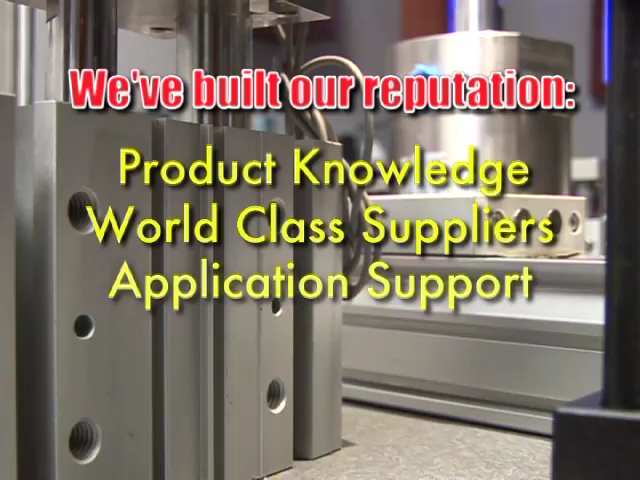 We've built our reputation:
Product Knowledge
World Class Suppliers
Application Support